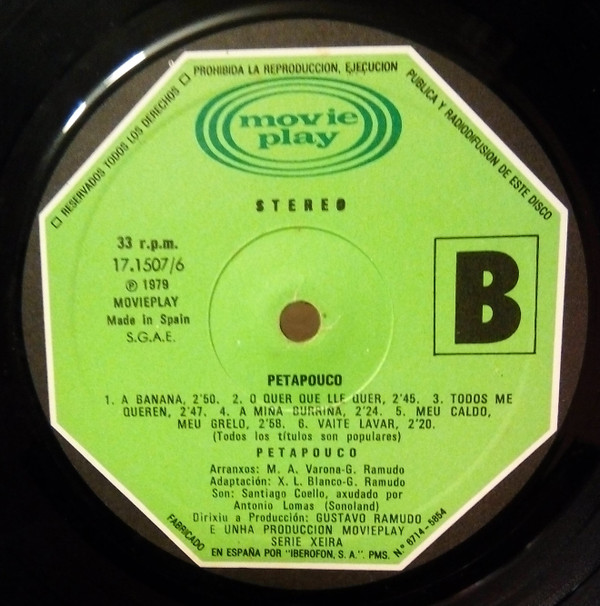 □ RESERVADOS TODOS LOS DERECHOS □ PROHIBIDA LA REPRODUCCION, EJECUCION PUBLICA Y RADIODIFUSION DE ESTE DISCO
movie
play
STEREO
33 r.p.m.
17.1507/6
℗ 1979
MOVIEPLAY
Made in Spain
S.G.A.E.
B
PETAPOUCO
1. A BANANA, 2'50. 2. O QUER QUE LLE QUER, 2'45. 3. TODOS ME
QUEREN, 2'47. 4. A MIÑA BURRIÑA, 2'24. 5. MEU CALDO,
MEU GRELO, 2'58. 6. VAITE LAVAR, 2'20.
(Todos los títulos son populares)
PETAPOUCO
Arranxos: M. A. Varona-G. Ramudo
Adaptación: X. L. Blanco-G. Ramudo
Son: Santiago Coello, axudado por
Antonio Lomas (Sonoland)
Dirixiu a Producción: GUSTAVO RAMUDO
E UNHA PRODUCCION MOVIEPLAY
SERIE XEIRA
FABRICADO EN ESPAÑA POR "IBEROFON, S. A.". PMS. N.º 6714-5854